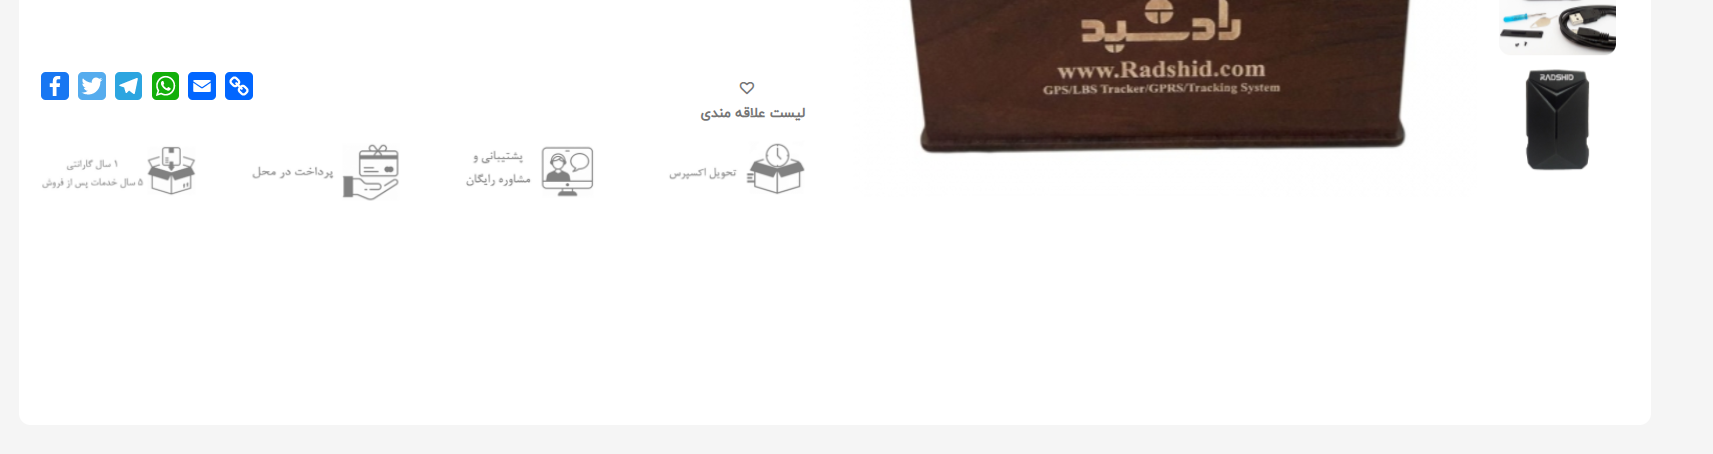 رادشید
www.Radshid.com
GPS/LBS Tracker/GPRS/Tracking System
RADSHID
لیست علاقه مندی
تحویل اکسپرس
پشتیبانی و
مشاوره رایگان
پرداخت در محل
۱ سال گارانتی
۵ سال خدمات پس از فروش